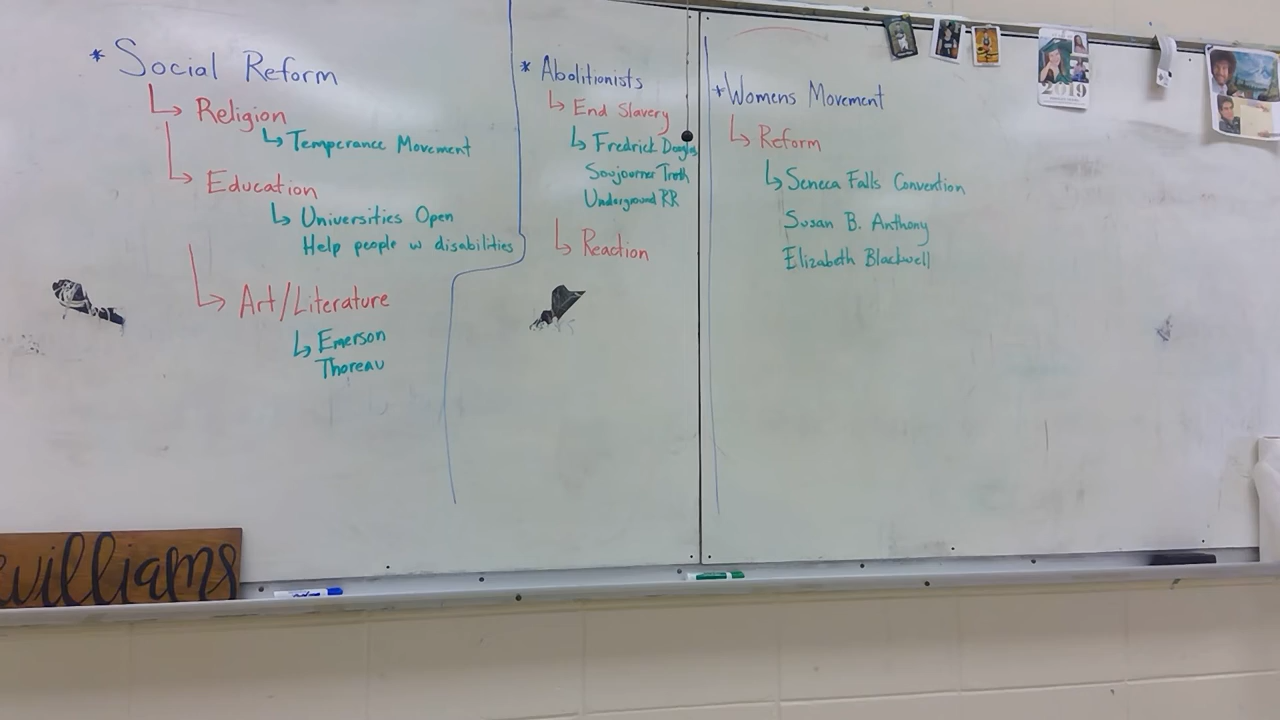 * Social Reform
↳ Religion
↳ Temperance Movement
↳ Education
↳ Universities Open
Help people w disabilities
↳ Art/Literature
↳ Emerson
Thoreau
* Abolitionists
↳ End Slavery
↳ Fredrick Douglas
Soujourner Truth
Underground RR
↳ Reaction
* Womens Movement
↳ Reform
↳ Seneca Falls Convention
Susan B. Anthony
Elizabeth Blackwell
2019
williams